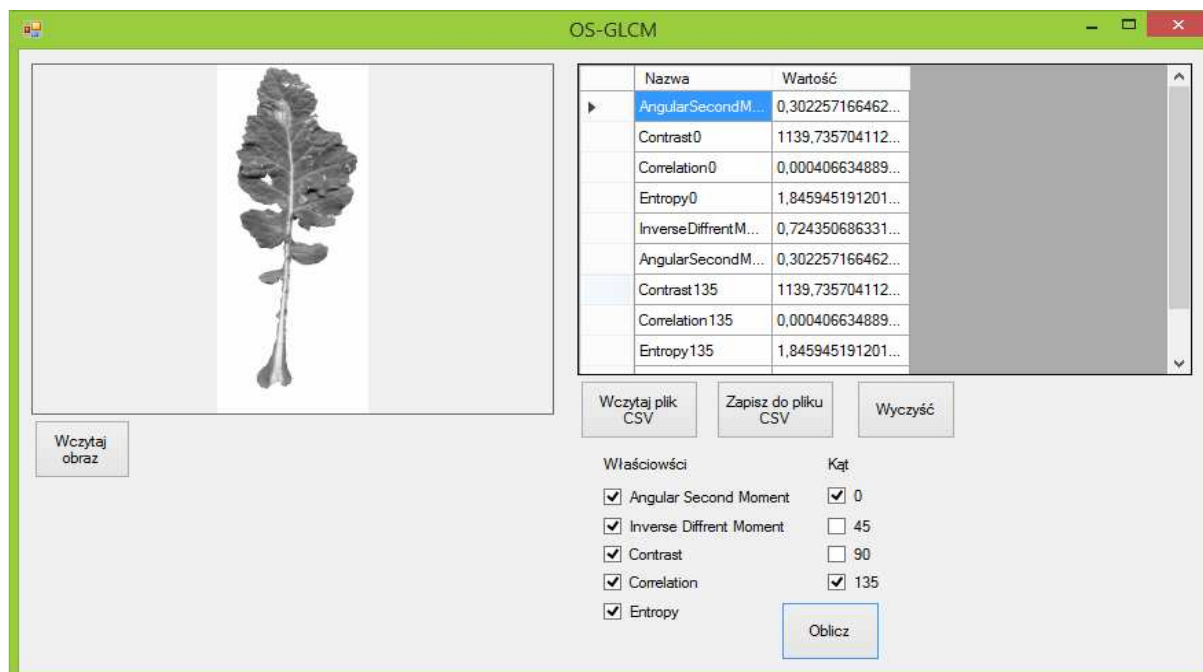 OS-GLCM
Nazwa Wartość
AngularSecondM... 0,302257166462...
Contrast0 1139,735704112...
Correlation0 0,000406634889...
Entropy0 1,845945191201...
InverseDiffrentM... 0,724350686331...
AngularSecondM... 0,302257166462...
Contrast135 1139,735704112...
Correlation135 0,000406634889...
Entropy135 1,845945191201...
Wczytaj plik
CSV
Zapisz do pliku
CSV
Wyczyść
Wczytaj
obraz
Właściowści Kąt
Angular Second Moment 0
Inverse Diffrent Moment 45
Contrast 90
Correlation 135
Entropy
Oblicz